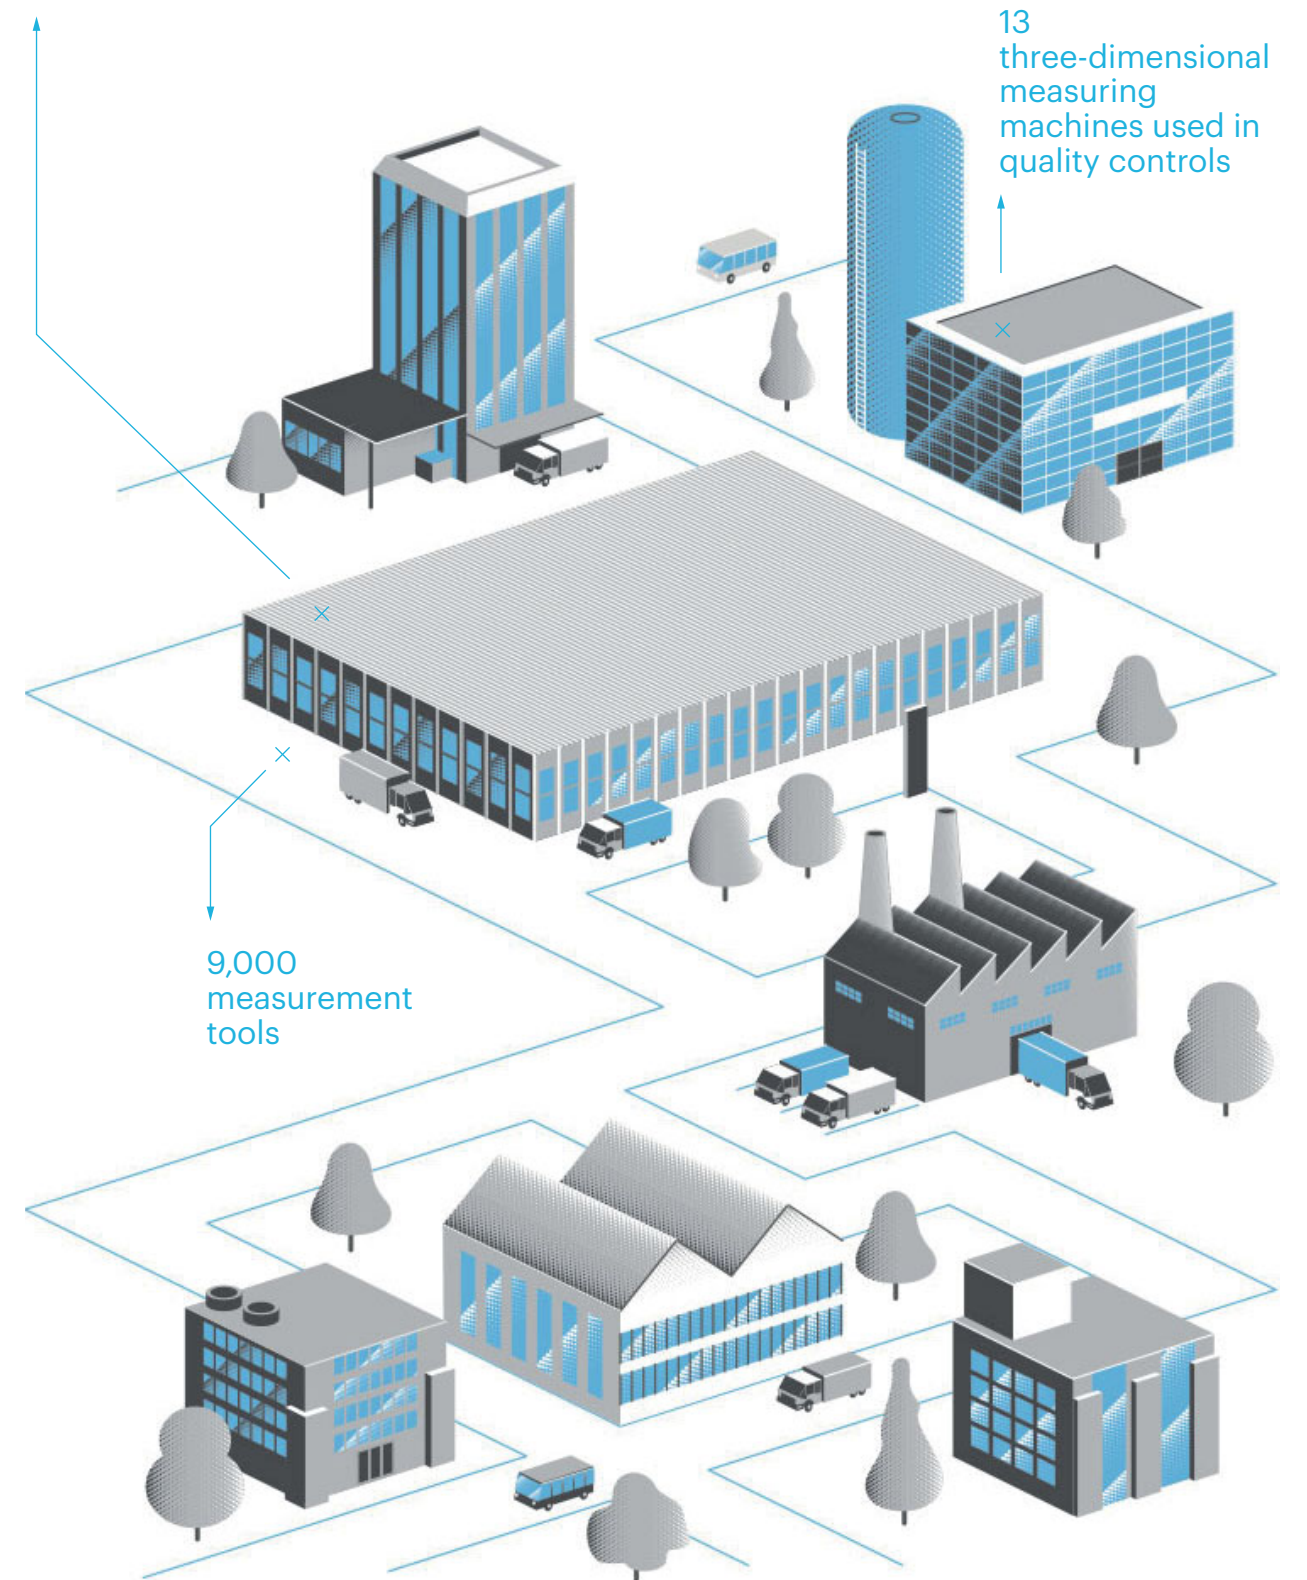 13
three-dimensional
measuring
machines used in
quality controls
9,000
measurement
tools